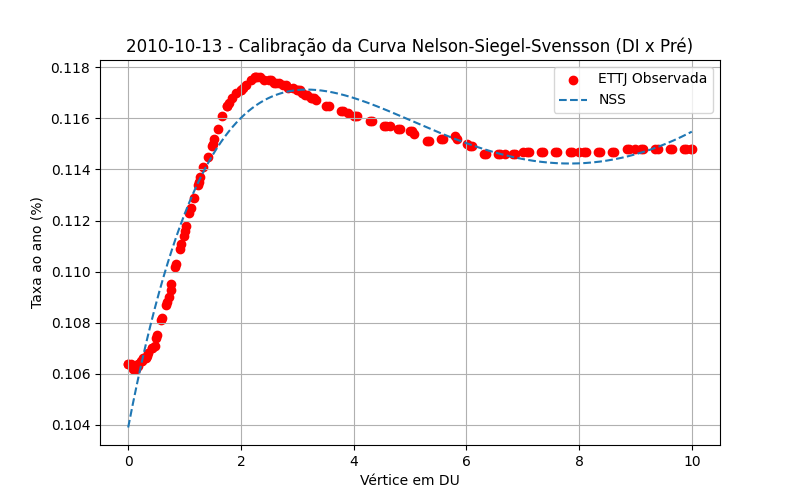 2010-10-13 - Calibração da Curva Nelson-Siegel-Svensson (DI x Pré)
ETTJ Observada
NSS
Taxa ao ano (%)
0.118
0.116
0.114
0.112
0.110
0.108
0.106
0.104
0
2
4
6
8
10
Vértice em DU